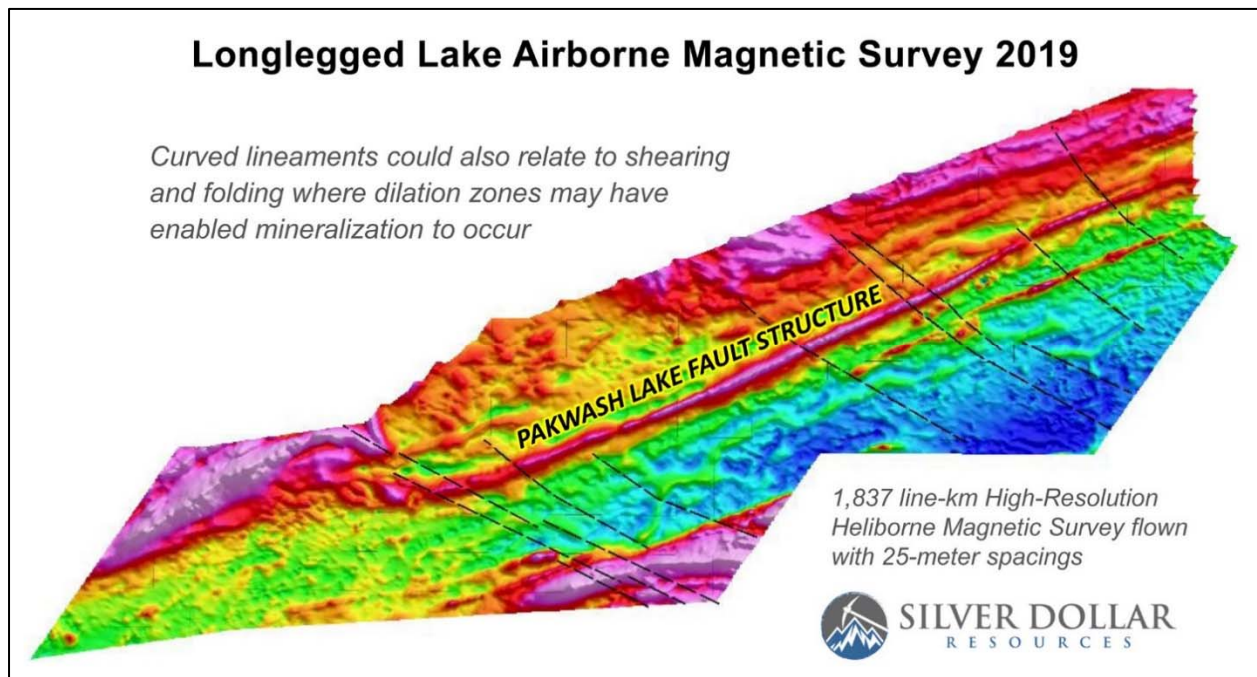 Longlegged Lake Airborne Magnetic Survey 2019
Curved lineaments could also relate to shearing
and folding where dilation zones may have
enabled mineralization to occur
PAKWASH LAKE FAULT STRUCTURE
1,837 line-km High-Resolution
Heliborne Magnetic Survey flown
with 25-meter spacings
SILVER DOLLAR
RESOURCES